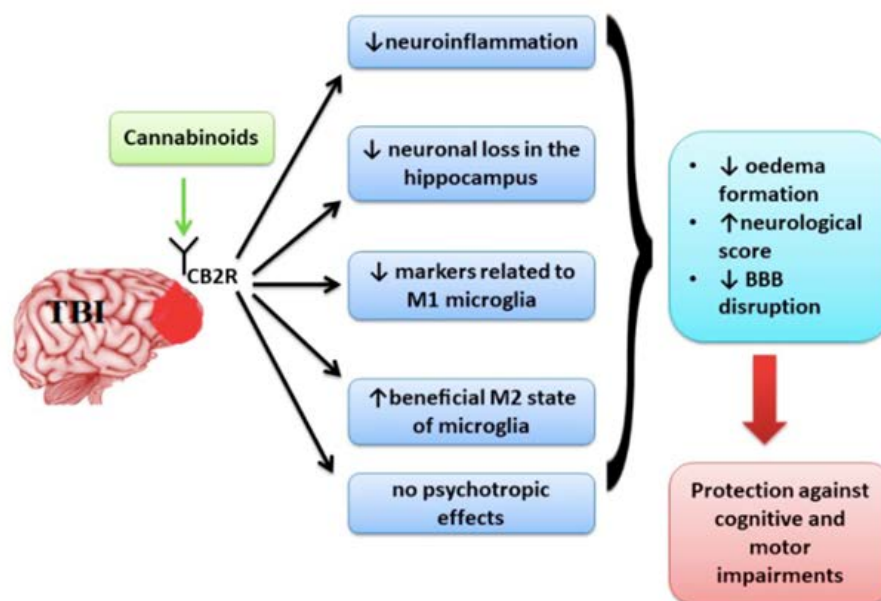 Cannabinoids
CB2R
TBI
↓neuroinflammation
↓ neuronal loss in the
hippocampus
↓ markers related to
M1 microglia
↑beneficial M2 state
of microglia
no psychotropic
effects
• ↓ oedema
formation
• ↑neurological
score
• ↓ BBB
disruption
Protection against
cognitive and
motor
impairments